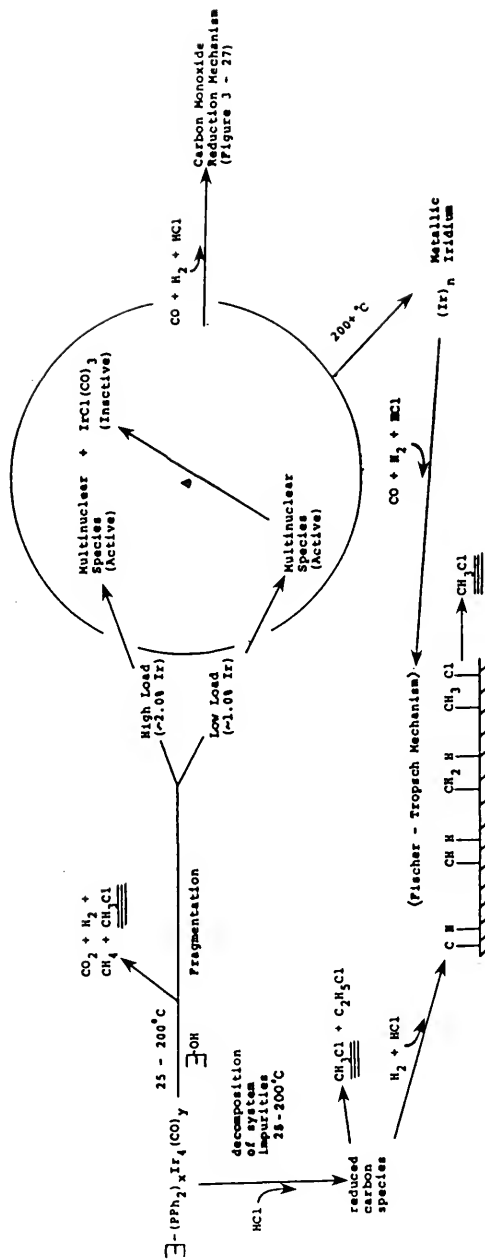 ⊐-(PPh₂)ₓIr₄(CO)y
25 - 200°C
⊐-OH
CO₂ + H₂ +
CH₄ + CH₃Cl
Fragmentation
High Load
(~2.0% Ir)
Low Load
(~1.0% Ir)
Multinuclear + IrCl(CO)₃
Species (Inactive)
(Active)
Δ
Multinuclear
Species
(Active)
CO + H₂ + HCl
Carbon Monoxide
Reduction Mechanism
(Figure 3 - 27)
200+ °C
Metallic
Iridium
(Ir)ₙ
CO + H₂ + HCl
(Fischer - Tropsch Mechanism)
decomposition
of system
impurities
25-200°C
HCl
reduced
carbon
species
CH₃Cl + C₂H₅Cl
H₂ + HCl
C H CH H CH₂ H CH₃ Cl
CH₃Cl